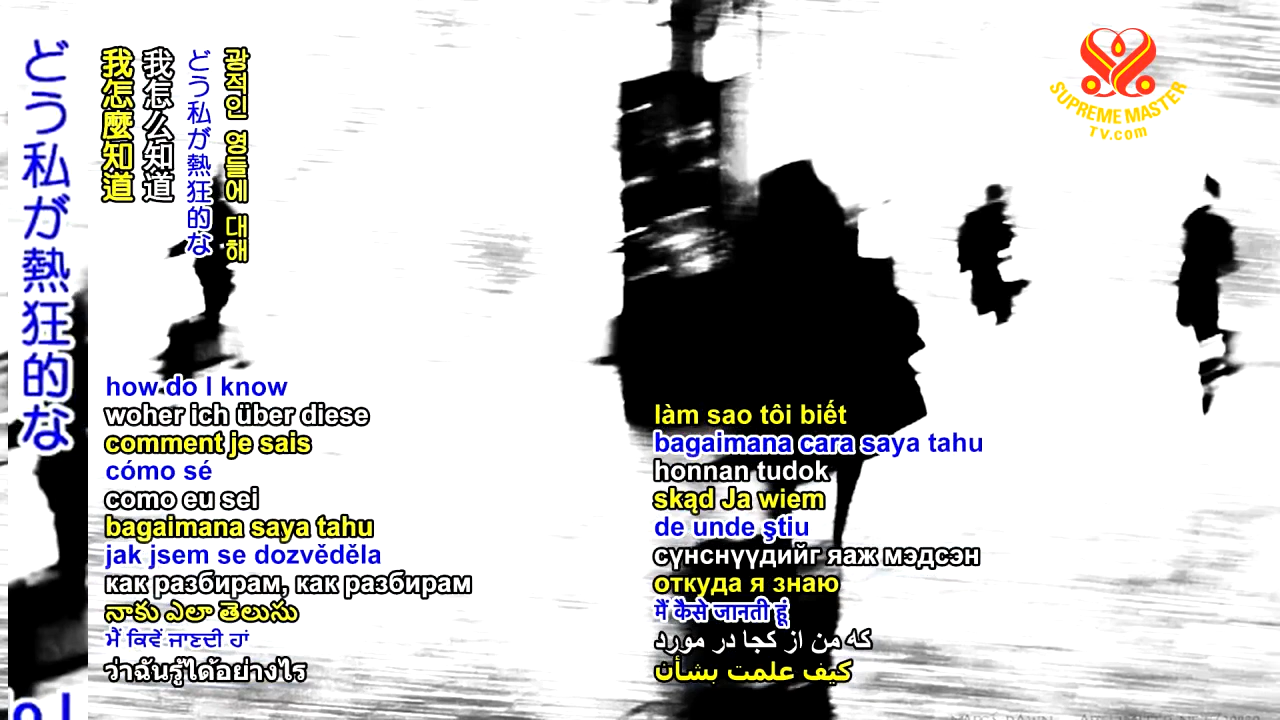 どう私が熱狂的な
我怎麼知道
我怎么知道
どう私が熱狂的な
광적인 영들에 대해
SUPREME MASTER
TV.com
how do I know
woher ich über diese
comment je sais
cómo sé
como eu sei
bagaimana saya tahu
jak jsem se dozvěděla
как разбирам, как разбирам
నాకు ఎలా తెలుసు
ਮੈਂ ਕਿਵੇਂ ਜਾਣਦੀ ਹਾਂ
ว่าฉันรู้ได้อย่างไร
làm sao tôi biết
bagaimana cara saya tahu
honnan tudok
skąd Ja wiem
de unde ştiu
сүнснүүдийг яаж мэдсэн
откуда я знаю
मैं कैसे जानती हूं
که من از کجا در مورد
كيف علمت بشأن